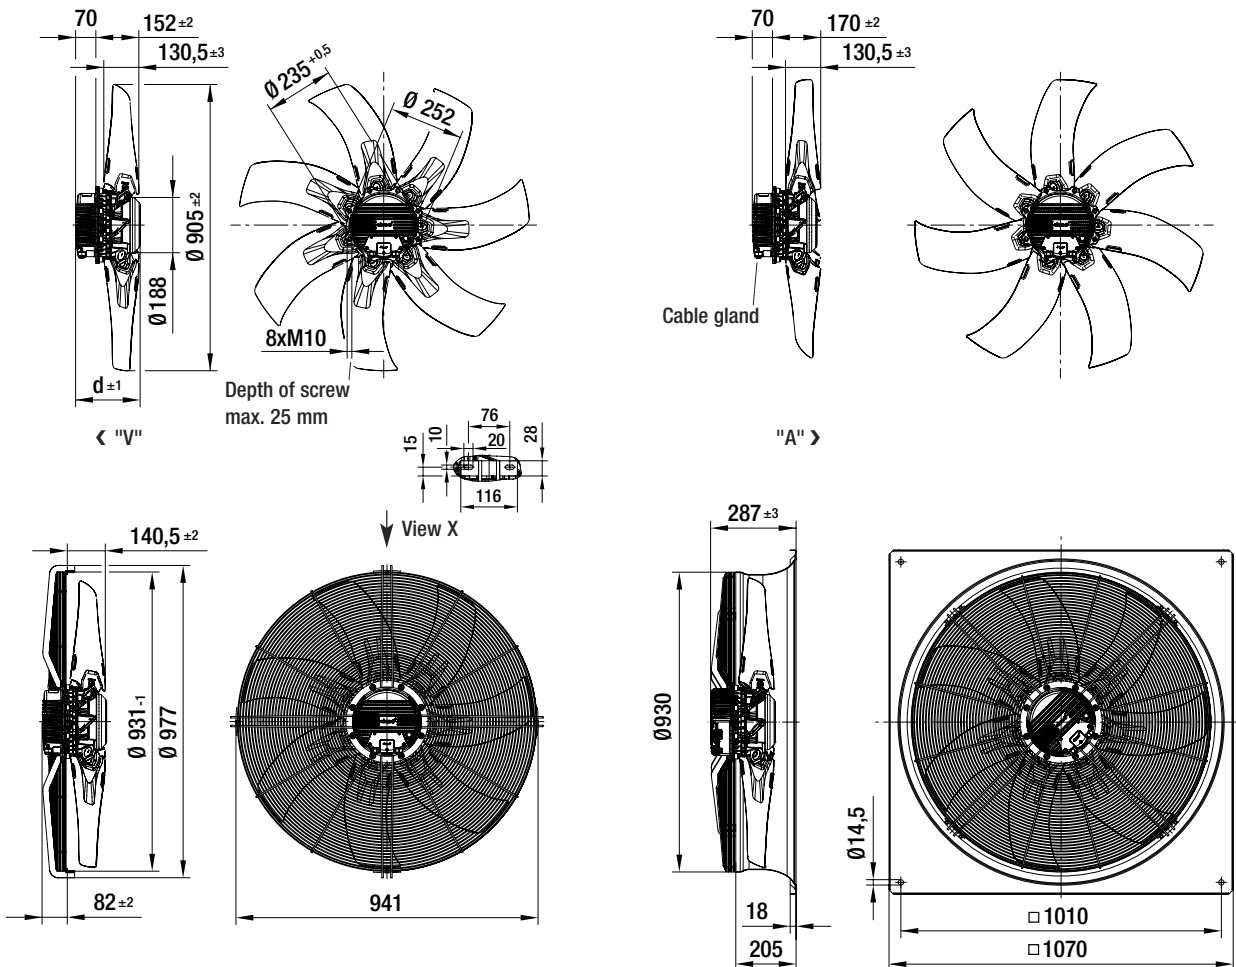 70
152 ±2
130,5 ±3
Ø 235 +0,5
Ø 252
Ø 905 ±2
Ø 188
8xM10
Depth of screw
max. 25 mm
d ±1
❮ "V"
70
170 ±2
130,5 ±3
Cable gland
"A" ❯
76
10
20
28
15
116
View X
140,5 ±2
Ø 931-1
Ø 977
82 ±2
941
287 ±3
Ø930
18
205
Ø14,5
□ 1010
□ 1070